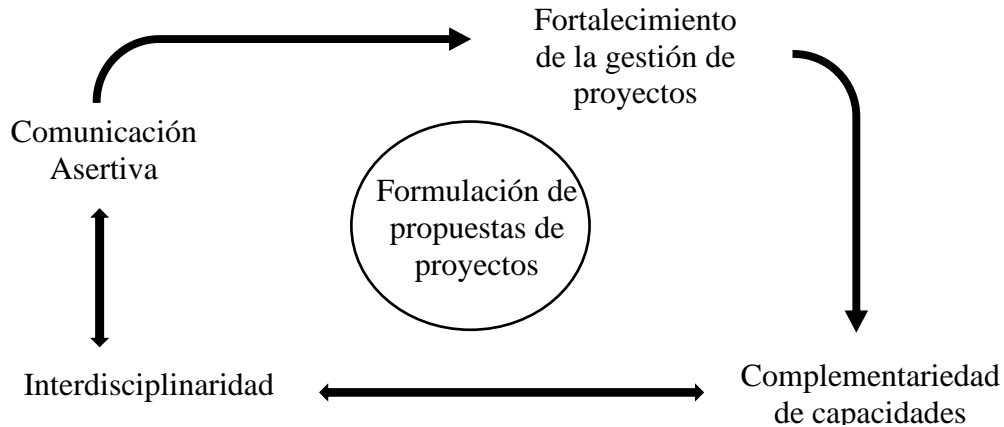 Fortalecimiento
de la gestión de
proyectos
Comunicación
Asertiva
Formulación de
propuestas de
proyectos
Interdisciplinaridad
Complementariedad
de capacidades